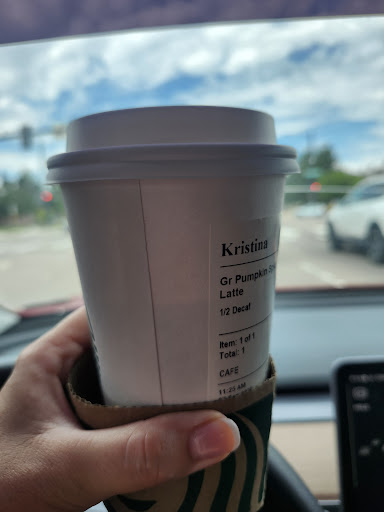 Kristina
Gr Pumpkin
Latte
1/2 Decaf
Item: 1 of 1
Total: 1
CAFE